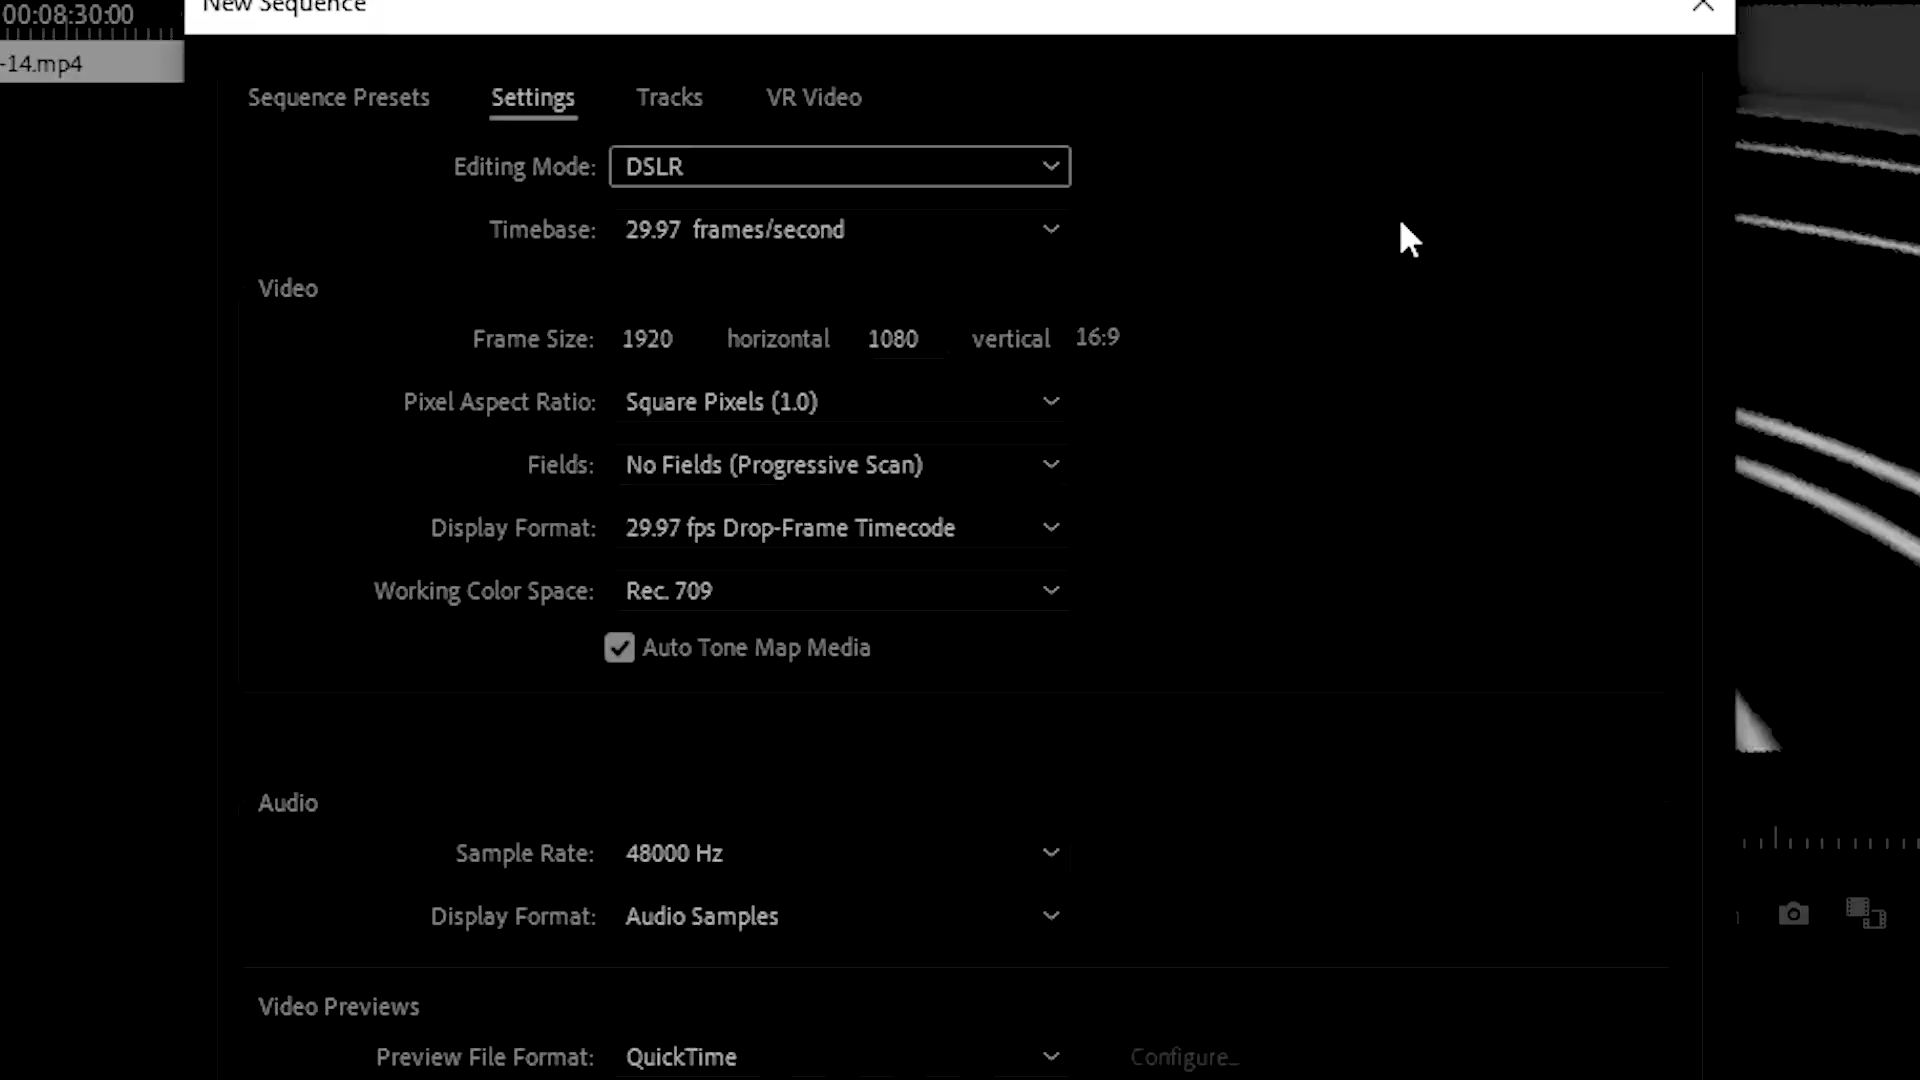 00:08:30:00
New Sequence
-14.mp4
Sequence Presets Settings Tracks VR Video
Editing Mode: DSLR
Timebase: 29.97 frames/second
Video
Frame Size: 1920 horizontal 1080 vertical 16:9
Pixel Aspect Ratio: Square Pixels (1.0)
Fields: No Fields (Progressive Scan)
Display Format: 29.97 fps Drop-Frame Timecode
Working Color Space: Rec. 709
Auto Tone Map Media
Audio
Sample Rate: 48000 Hz
Display Format: Audio Samples
Video Previews
Preview File Format: QuickTime Configure...